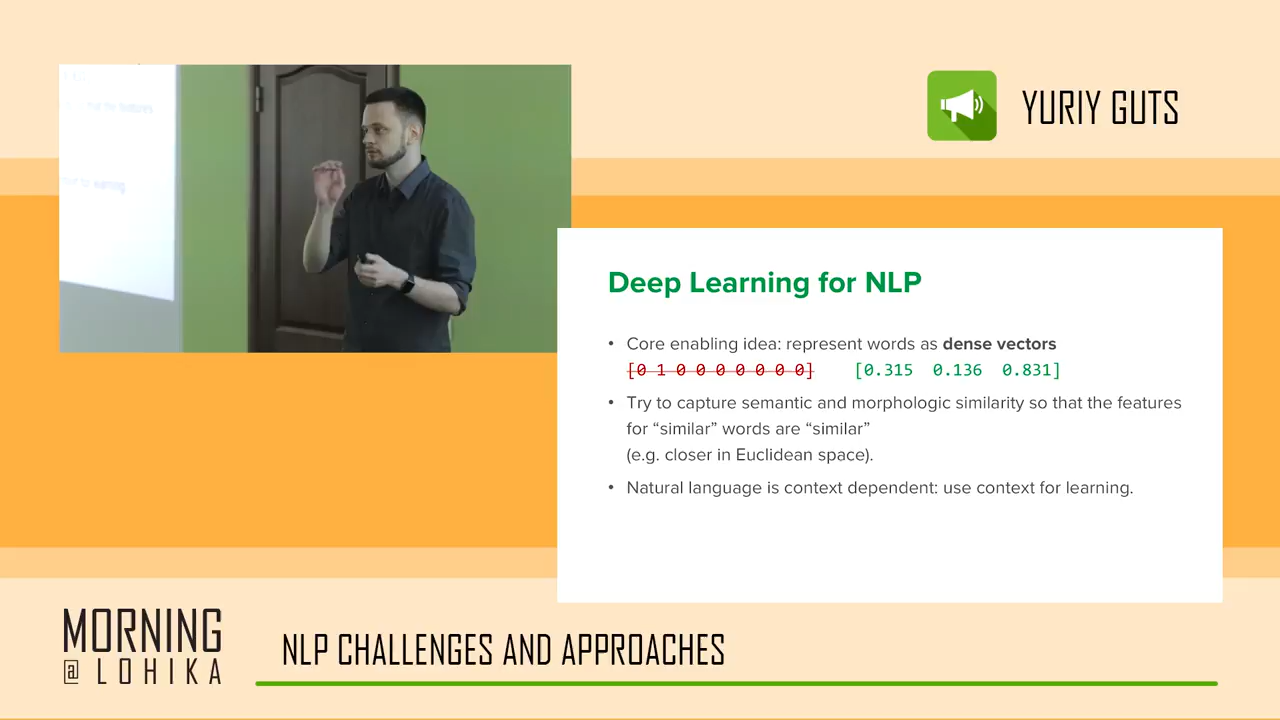 YURIY GUTS
Deep Learning for NLP
• Core enabling idea: represent words as dense vectors
[0 1 0 0 0 0 0 0 0] [0.315 0.136 0.831]
• Try to capture semantic and morphologic similarity so that the features
for “similar” words are “similar”
(e.g. closer in Euclidean space).
• Natural language is context dependent: use context for learning.
MORNING
@ LOHIKA
NLP CHALLENGES AND APPROACHES